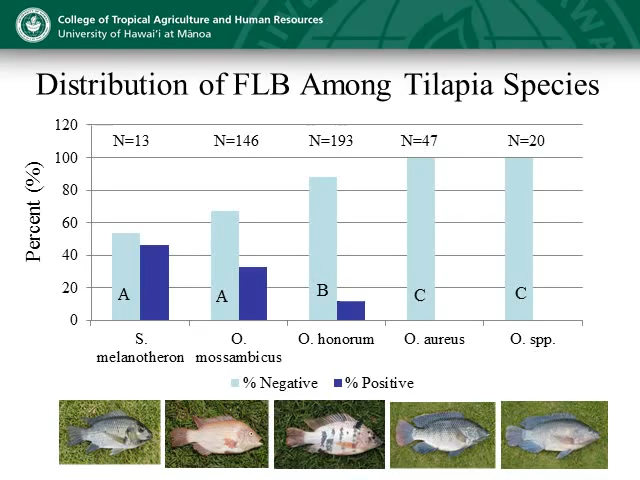 College of Tropical Agriculture and Human Resources
University of Hawai'i at Mānoa
Distribution of FLB Among Tilapia Species
Percent (%)
120
100
80
60
40
20
0
N=13 N=146 N=193 N=47 N=20
A A B C C
S. melanotheron
O. mossambicus
O. honorum
O. aureus
O. spp.
% Negative % Positive